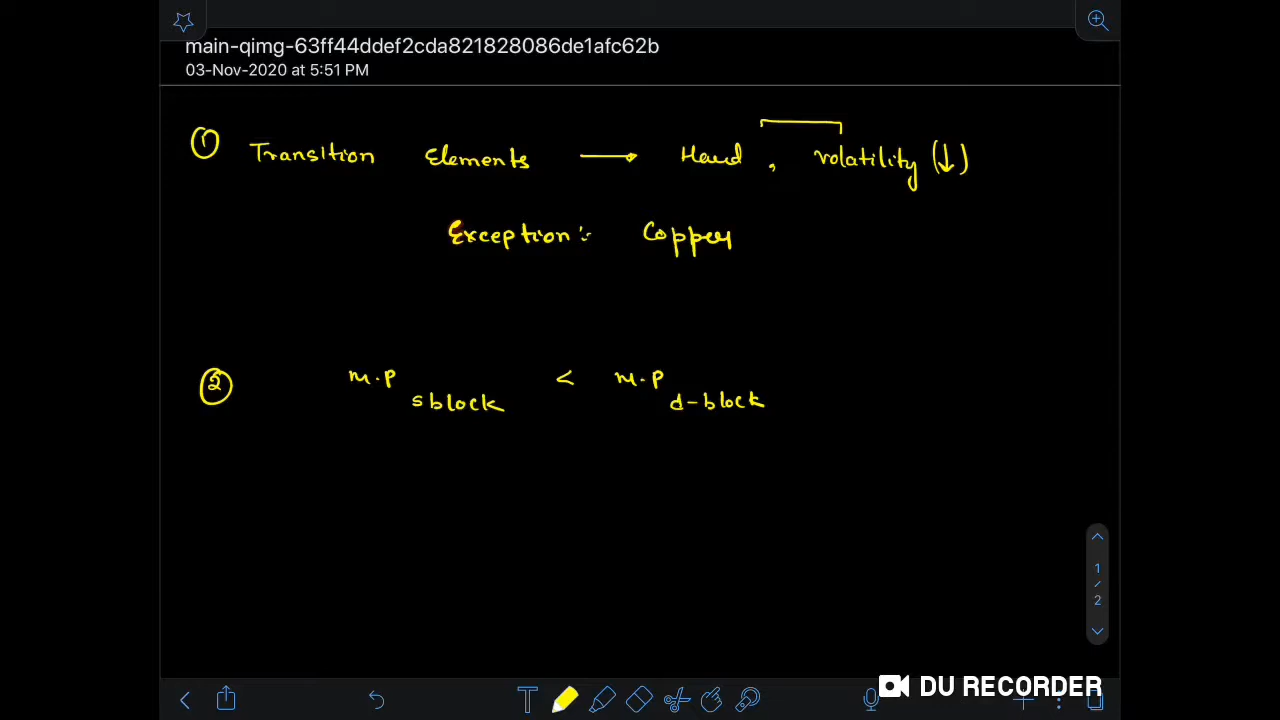 main-qimg-63ff44ddef2cda821828086de1afc62b
03-Nov-2020 at 5:51 PM
① Transition Elements → Hard, volatility (↓)
Exception: Copper
② m.p s block < m.p d-block
1
/
2
T
DU RECORDER